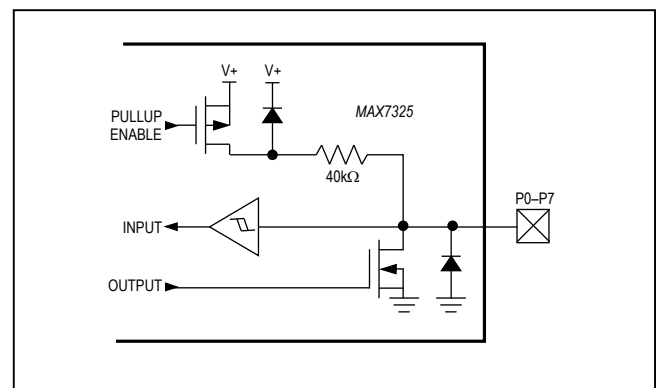 V+ V+
MAX7325
PULLUP
ENABLE
40kΩ
P0–P7
INPUT
OUTPUT